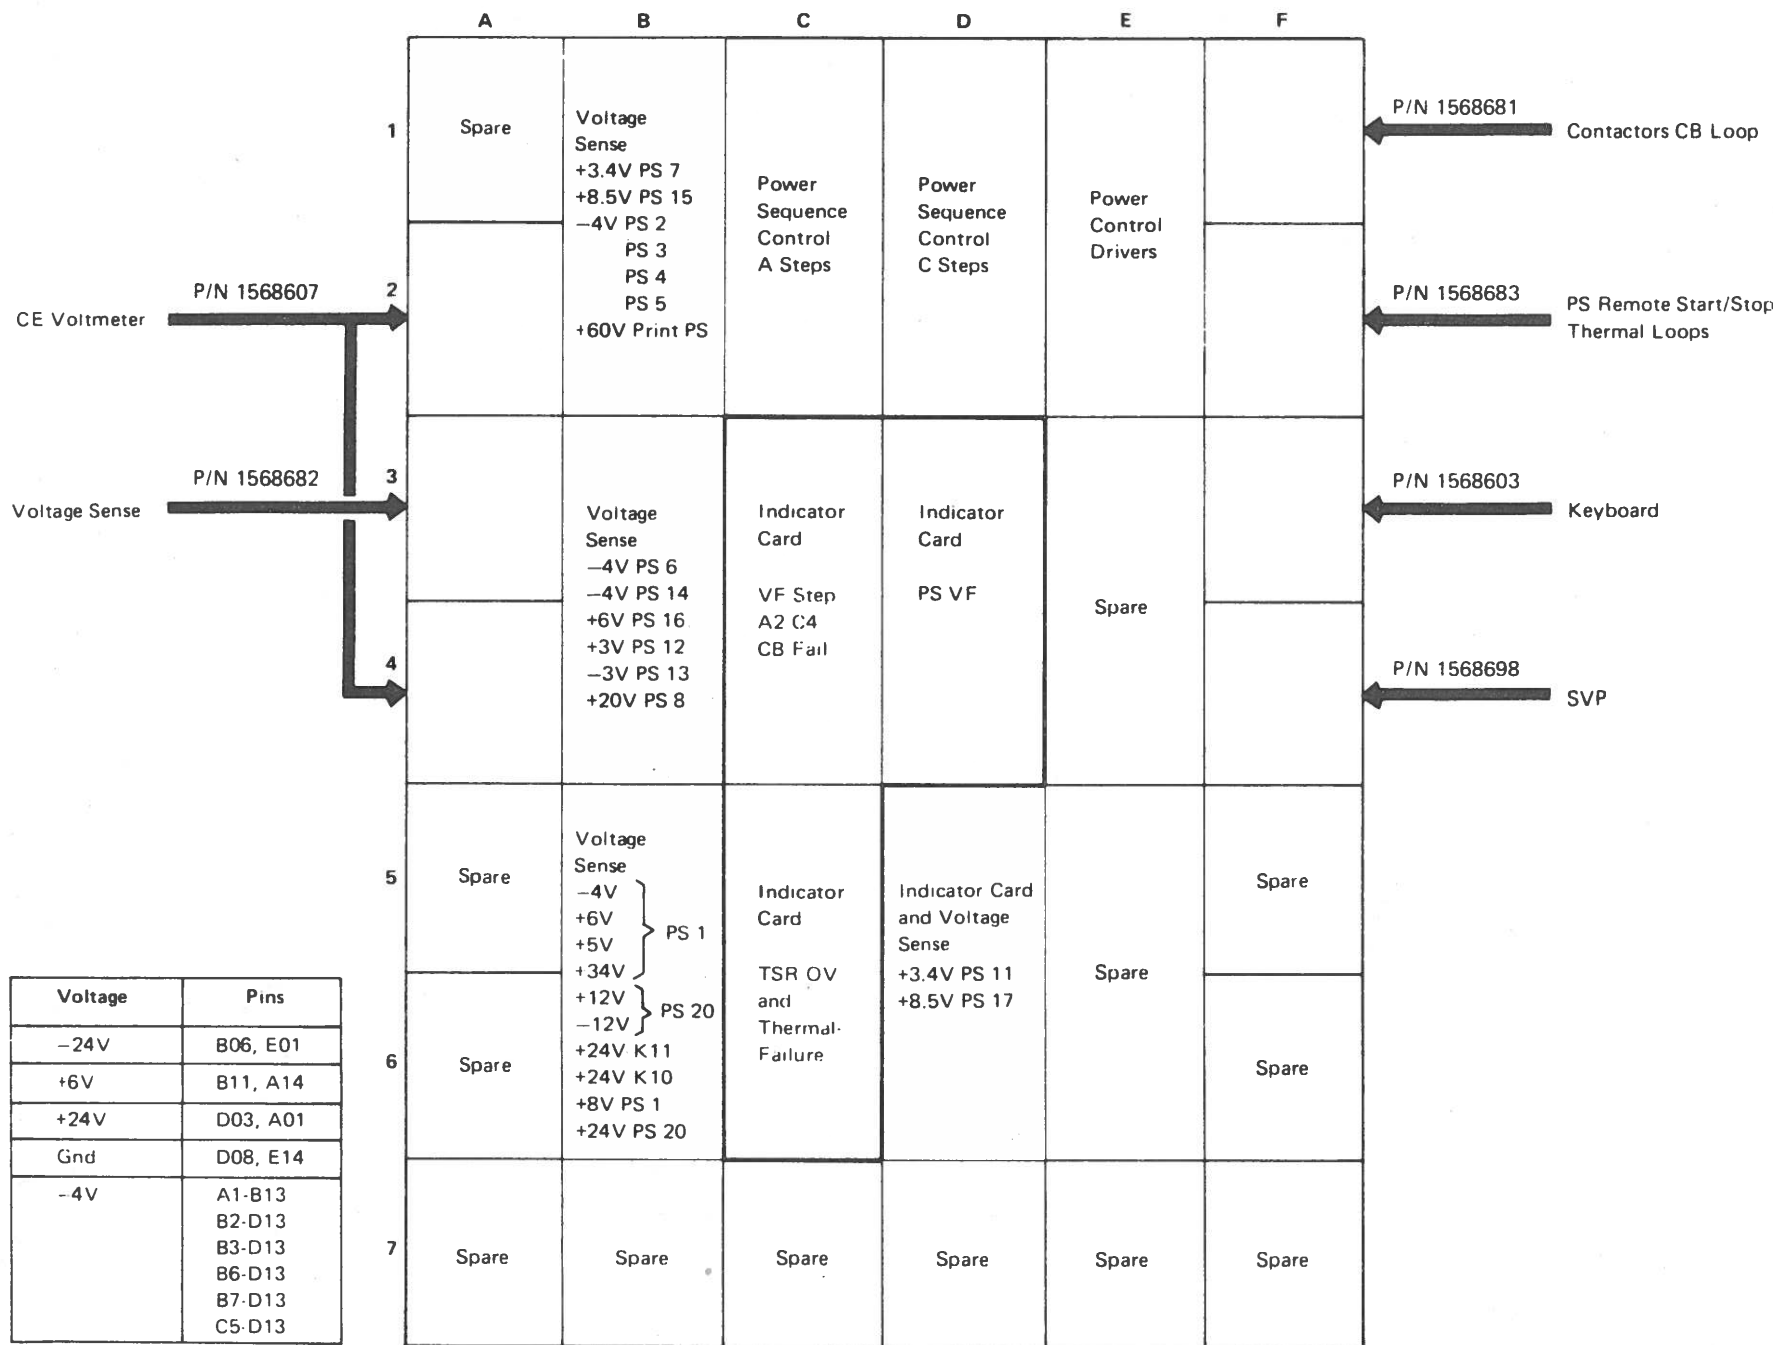 A B C D E F
1
2
3
4
5
6
7
Spare
Voltage
Sense
+3.4V PS 7
+8.5V PS 15
−4V PS 2
PS 3
PS 4
PS 5
+60V Print PS
Power
Sequence
Control
A Steps
Power
Sequence
Control
C Steps
Power
Control
Drivers
P/N 1568681
Contactors CB Loop
P/N 1568607
CE Voltmeter
P/N 1568683
PS Remote Start/Stop
Thermal Loops
P/N 1568682
Voltage Sense
Voltage
Sense
−4V PS 6
−4V PS 14
+6V PS 16
+3V PS 12
−3V PS 13
+20V PS 8
Indicator
Card
VF Step
A2 C4
CB Fail
Indicator
Card
PS VF
Spare
P/N 1568603
Keyboard
P/N 1568698
SVP
Spare
Voltage
Sense
−4V
+6V
+5V
+34V
PS 1
+12V
−12V
PS 20
+24V K11
+24V K10
+8V PS 1
+24V PS 20
Indicator
Card
TSR OV
and
Thermal-
Failure
Indicator Card
and Voltage
Sense
+3.4V PS 11
+8.5V PS 17
Spare
Spare
Spare
Spare
Spare Spare Spare Spare Spare Spare
Voltage Pins
−24V B06, E01
+6V B11, A14
+24V D03, A01
Gnd D08, E14
−4V A1-B13
B2-D13
B3-D13
B6-D13
B7-D13
C5-D13